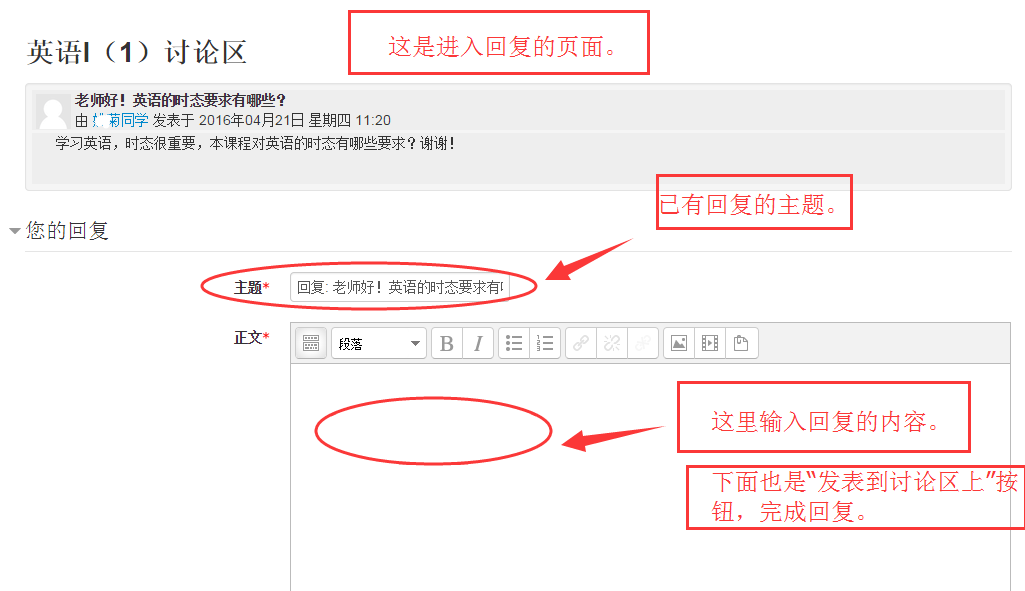 这是进入回复的页面。
英语I（1）讨论区
老师好！英语的时态要求有哪些？
由 菊同学 发表于 2016年04月21日 星期四 11:20
学习英语，时态很重要，本课程对英语的时态有哪些要求？谢谢！
已有回复的主题。
您的回复
主题* 回复: 老师好！英语的时态要求有
正文* 段落 B I
这里输入回复的内容。
下面也是“发表到讨论区上”按
钮，完成回复。